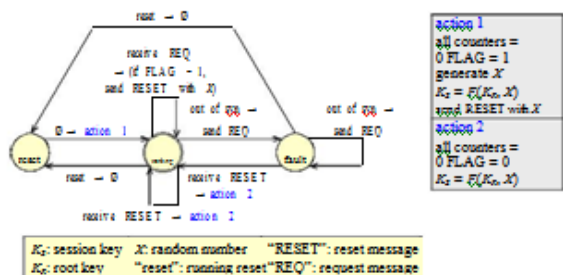 reset → Ø
receive REQ
→ (if FLAG = 1,
send RESET with X)
out of syn →
send REQ
out of syn →
send REQ
Ø → action 1
reset
fault
reset → Ø
receive RESET
→ action 2
receive RESET → action 2
action 1
all counters =
0 FLAG = 1
generate X
Ks = F(KR, X)
send RESET with X
action 2
all counters =
0 FLAG = 0
Ks = F(KR, X)
Ks: session key X: random number "RESET": reset message
KR: root key "reset": running reset "REQ": request message